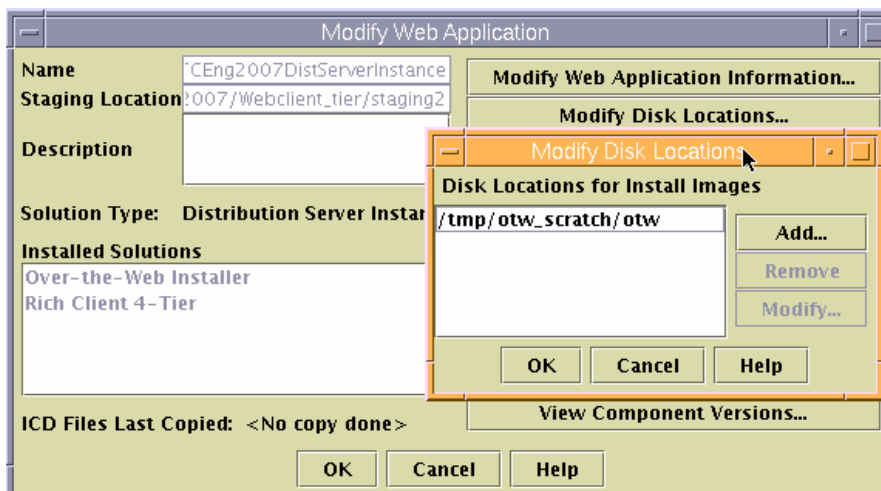 Modify Web Application
Name
CEng2007DistServerInstance
Modify Web Application Information...
Staging Location
2007/Webclient_tier/staging2
Modify Disk Locations...
Description
Modify Disk Locations
Disk Locations for Install Images
/tmp/otw_scratch/otw
Add...
Remove
Modify...
OK
Cancel
Help
Solution Type:
Distribution Server Instar
Installed Solutions
Over-the-Web Installer
Rich Client 4-Tier
View Component Versions...
ICD Files Last Copied: <No copy done>
OK
Cancel
Help